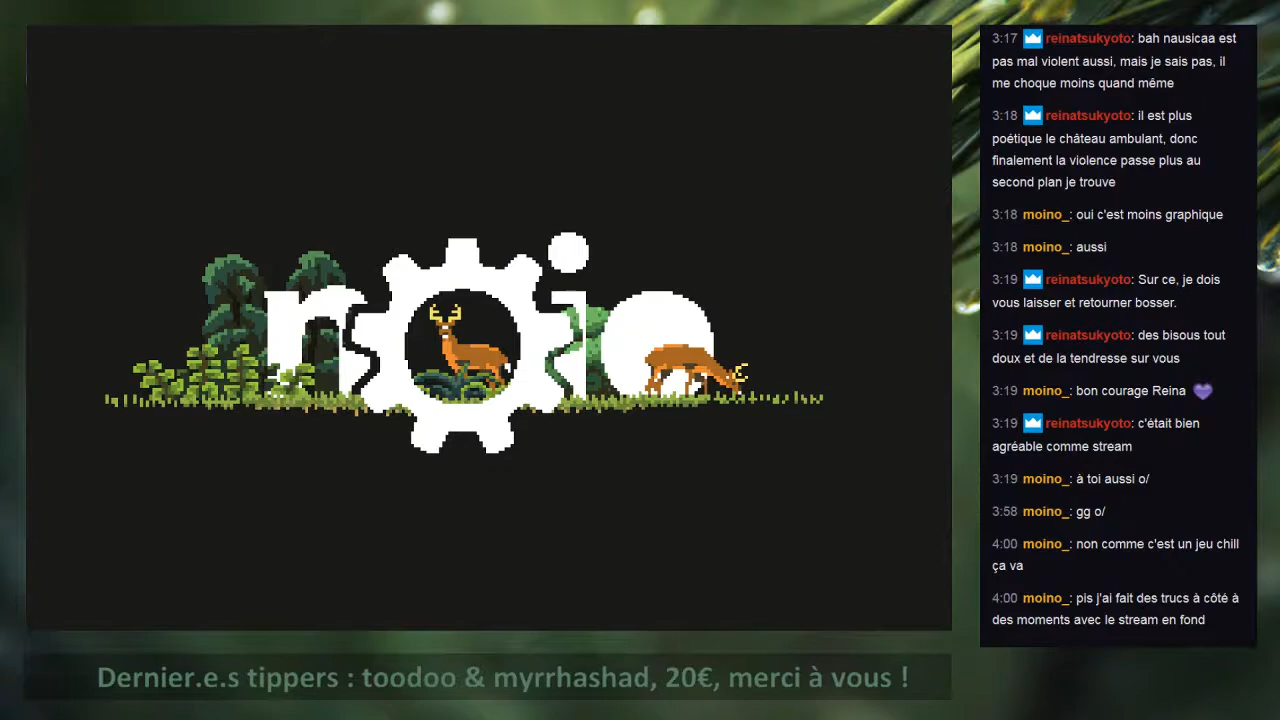 noio
3:17 reinatsukyoto: bah nausicaa est
pas mal violent aussi, mais je sais pas, il
me choque moins quand même
3:18 reinatsukyoto: il est plus
poétique le château ambulant, donc
finalement la violence passe plus au
second plan je trouve
3:18 moino_: oui c'est moins graphique
3:18 moino_: aussi
3:19 reinatsukyoto: Sur ce, je dois
vous laisser et retourner bosser.
3:19 reinatsukyoto: des bisous tout
doux et de la tendresse sur vous
3:19 moino_: bon courage Reina
3:19 reinatsukyoto: c'était bien
agréable comme stream
3:19 moino_: à toi aussi o/
3:58 moino_: gg o/
4:00 moino_: non comme c'est un jeu chill
ça va
4:00 moino_: pis j'ai fait des trucs à côté à
des moments avec le stream en fond
Dernier.e.s tippers : toodoo & myrrhashad, 20€, merci à vous !